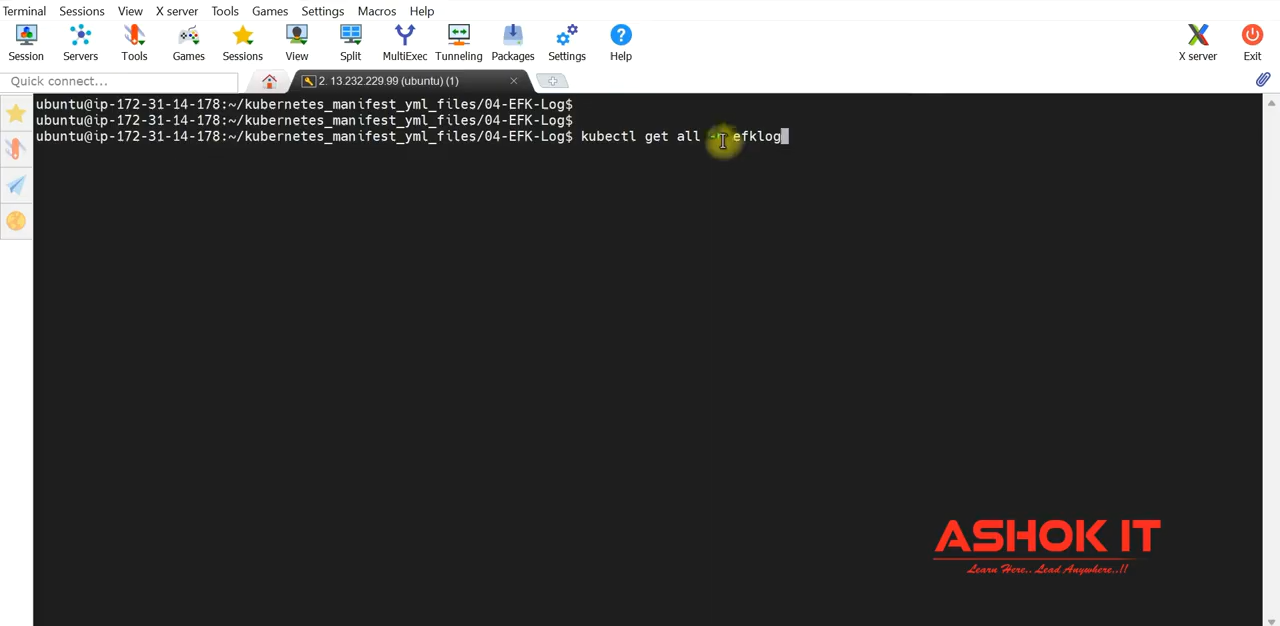 Terminal Sessions View X server Tools Games Settings Macros Help
Session Servers Tools Games Sessions View Split MultiExec Tunneling Packages Settings Help X server Exit
Quick connect... 2. 13.232.229.99 (ubuntu) (1)
ubuntu@ip-172-31-14-178:~/kubernetes_manifest_yml_files/04-EFK-Log$
ubuntu@ip-172-31-14-178:~/kubernetes_manifest_yml_files/04-EFK-Log$
ubuntu@ip-172-31-14-178:~/kubernetes_manifest_yml_files/04-EFK-Log$ kubectl get all efklog
ASHOK IT
Learn Here.. Lead Anywhere..!!